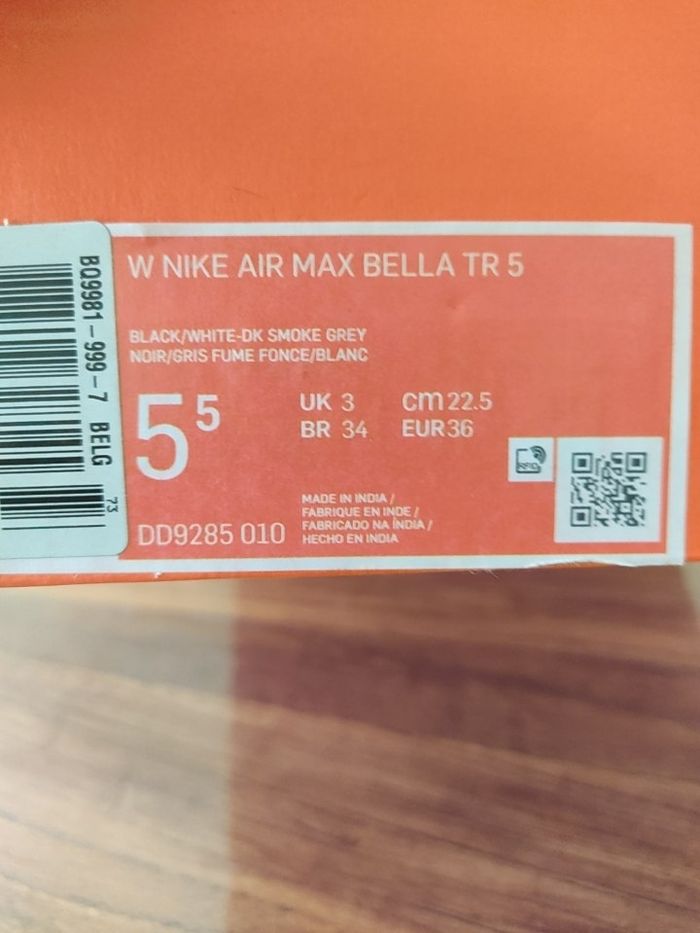 W NIKE AIR MAX BELLA TR 5
BLACK/WHITE-DK SMOKE GREY
NOIR/GRIS FUME FONCE/BLANC
5 5
UK 3 cm 22.5
BR 34 EUR 36
RFID
MADE IN INDIA /
FABRIQUE EN INDE /
FABRICADO NA ÍNDIA /
HECHO EN INDIA
DD9285 010
BQ9981-999-7 BELG
73